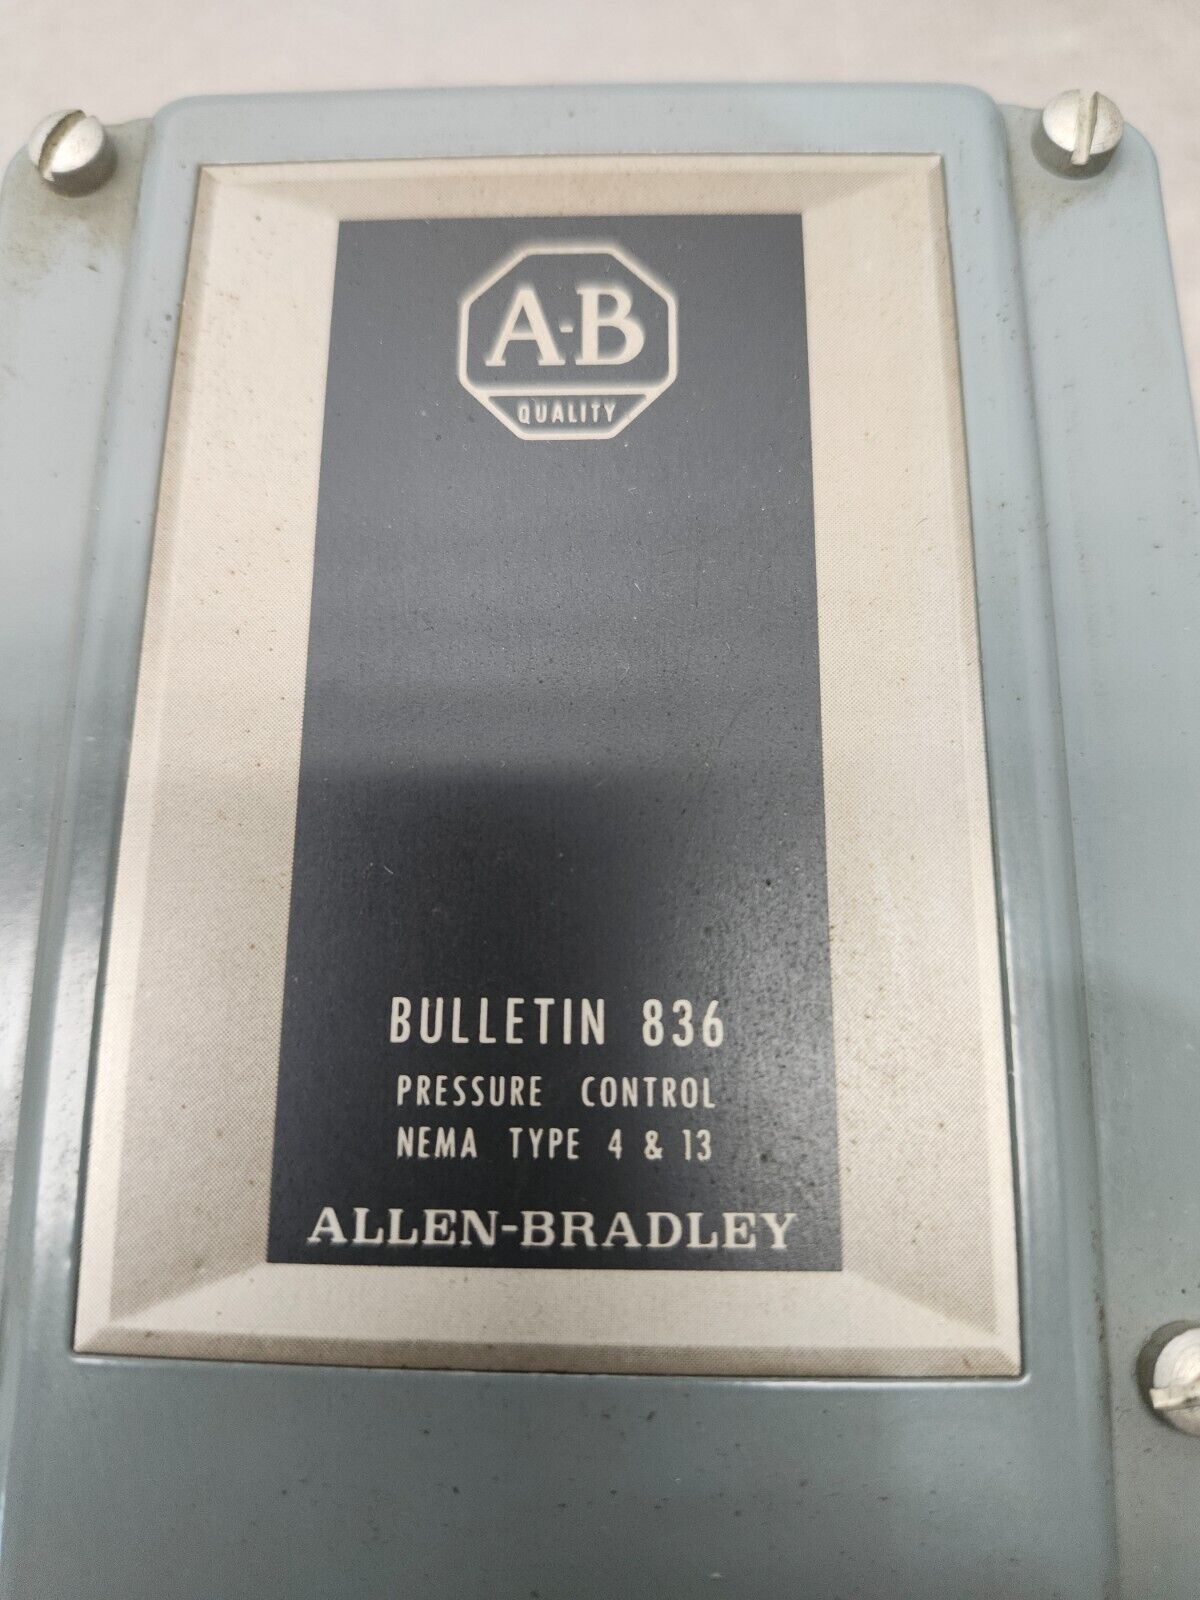 A-B
QUALITY
BULLETIN 836
PRESSURE CONTROL
NEMA TYPE 4 & 13
ALLEN-BRADLEY